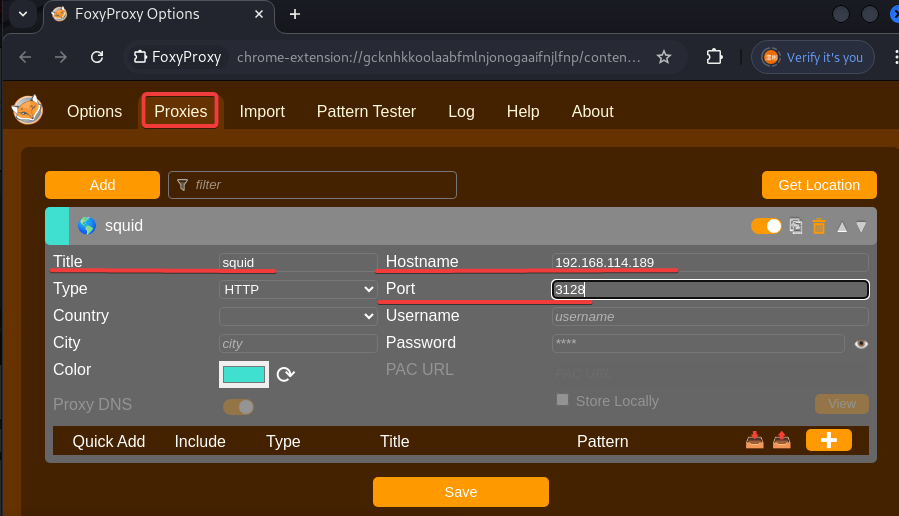 FoxyProxy Options
FoxyProxy chrome-extension://gcknhkkoolaabfmlnjonogaaifnjlfnp/conten... Verify it's you
Options Proxies Import Pattern Tester Log Help About
Add filter Get Location
squid
Title squid Hostname 192.168.114.189
Type HTTP Port 3128
Country Username username
City city Password ****
Color PAC URL PAC URL
Proxy DNS Store Locally View
Quick Add Include Type Title Pattern
Save